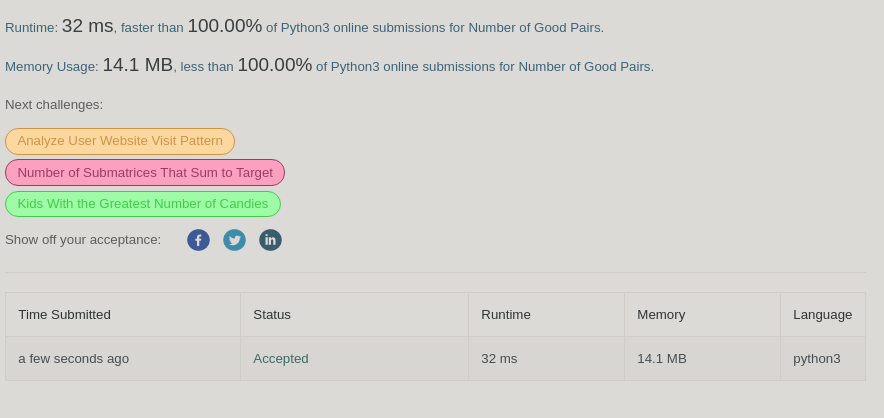 Runtime: 32 ms, faster than 100.00% of Python3 online submissions for Number of Good Pairs.
Memory Usage: 14.1 MB, less than 100.00% of Python3 online submissions for Number of Good Pairs.
Next challenges:
Analyze User Website Visit Pattern
Number of Submatrices That Sum to Target
Kids With the Greatest Number of Candies
Show off your acceptance: f in
Time Submitted Status Runtime Memory Language
a few seconds ago Accepted 32 ms 14.1 MB python3